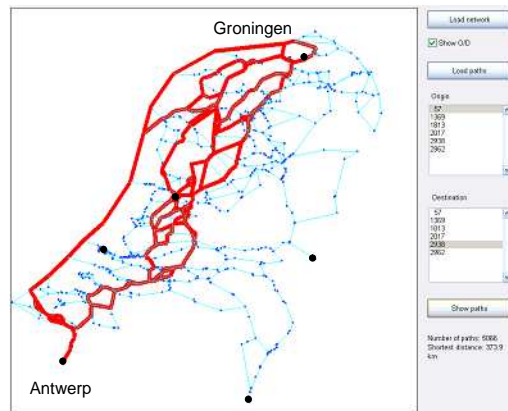 Groningen
Antwerp
Load network
Show O/D
Load paths
Origin
57
1369
1813
2017
2938
2962
Destination
57
1369
1813
2017
2938
2962
Show paths
Number of paths: 5066
Shortest distance: 373.9
km